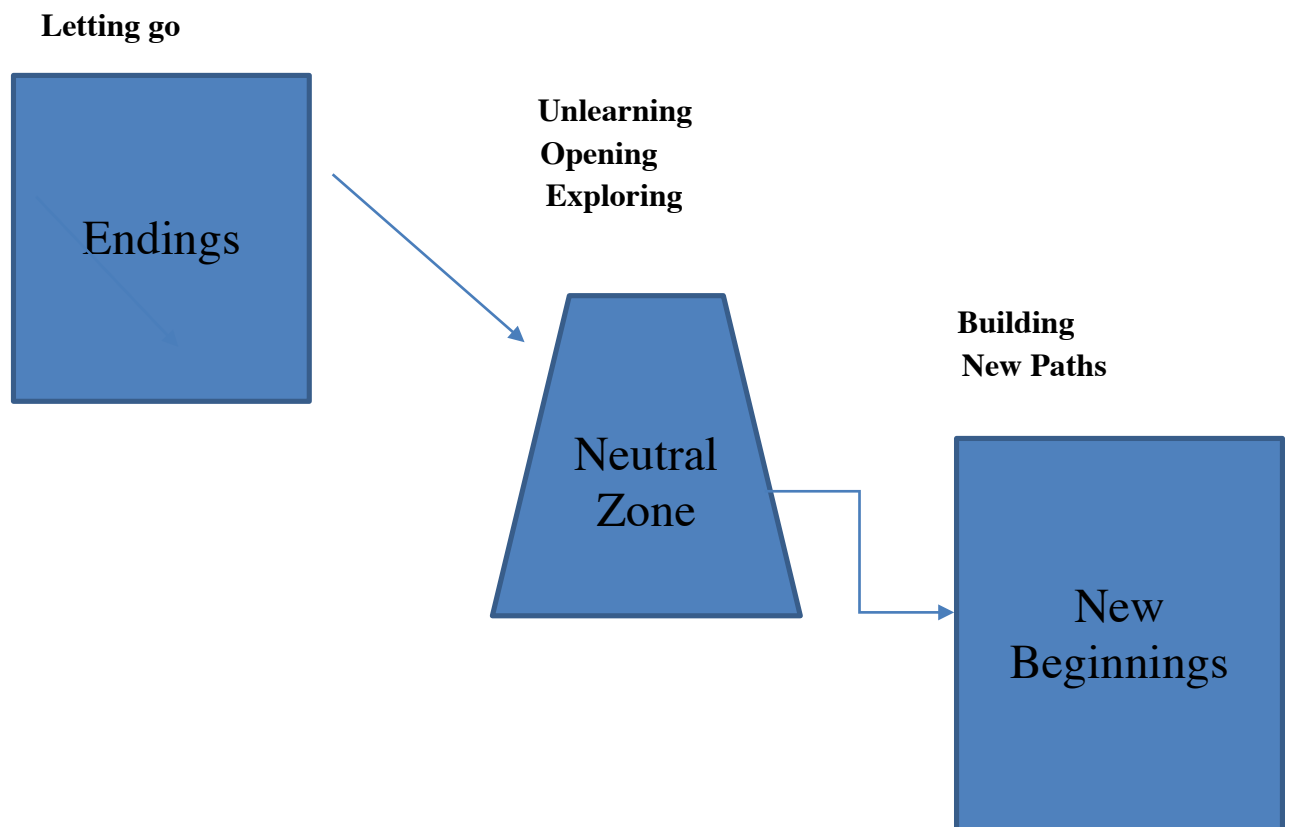 Letting go
Endings
Unlearning
Opening
Exploring
Neutral
Zone
Building
New Paths
New
Beginnings